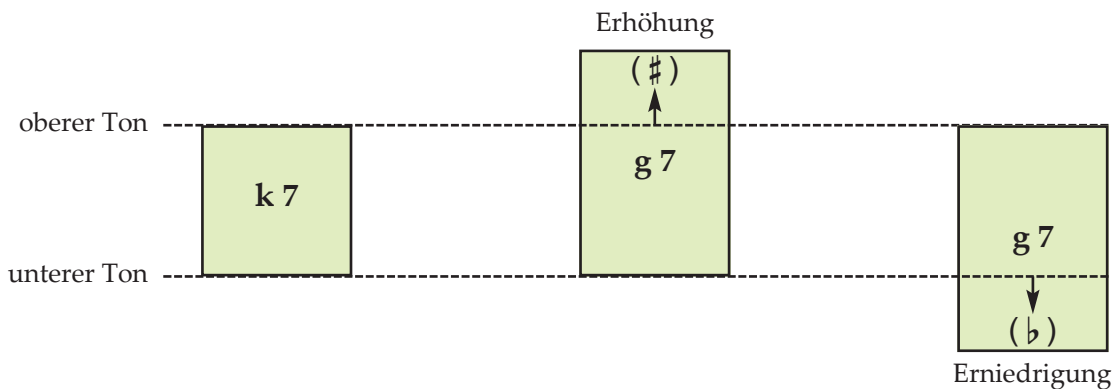 Erhöhung
(♯)
oberer Ton
k 7
g 7
g 7
unterer Ton
(♭)
Erniedrigung